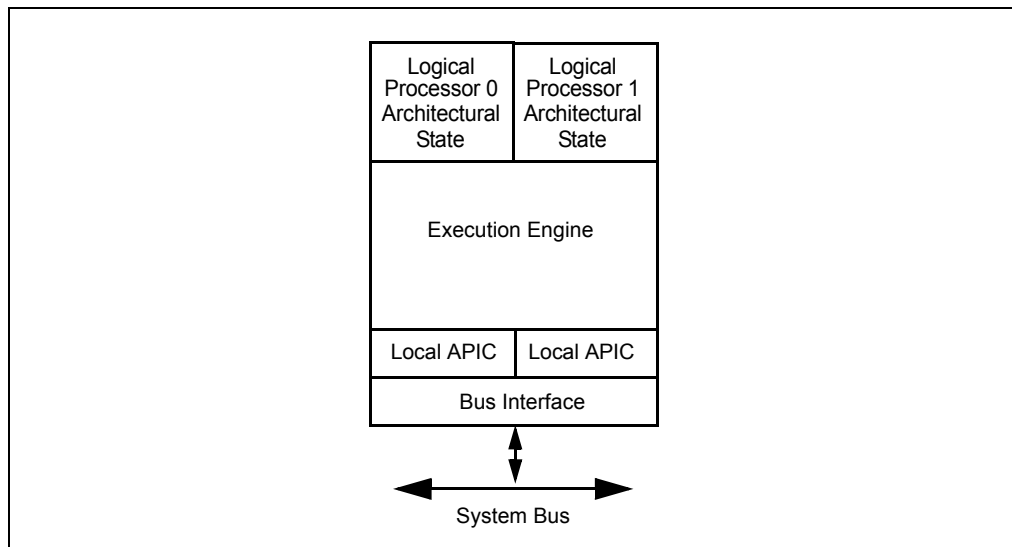 Logical
Processor 0
Architectural
State
Logical
Processor 1
Architectural
State
Execution Engine
Local APIC
Local APIC
Bus Interface
System Bus